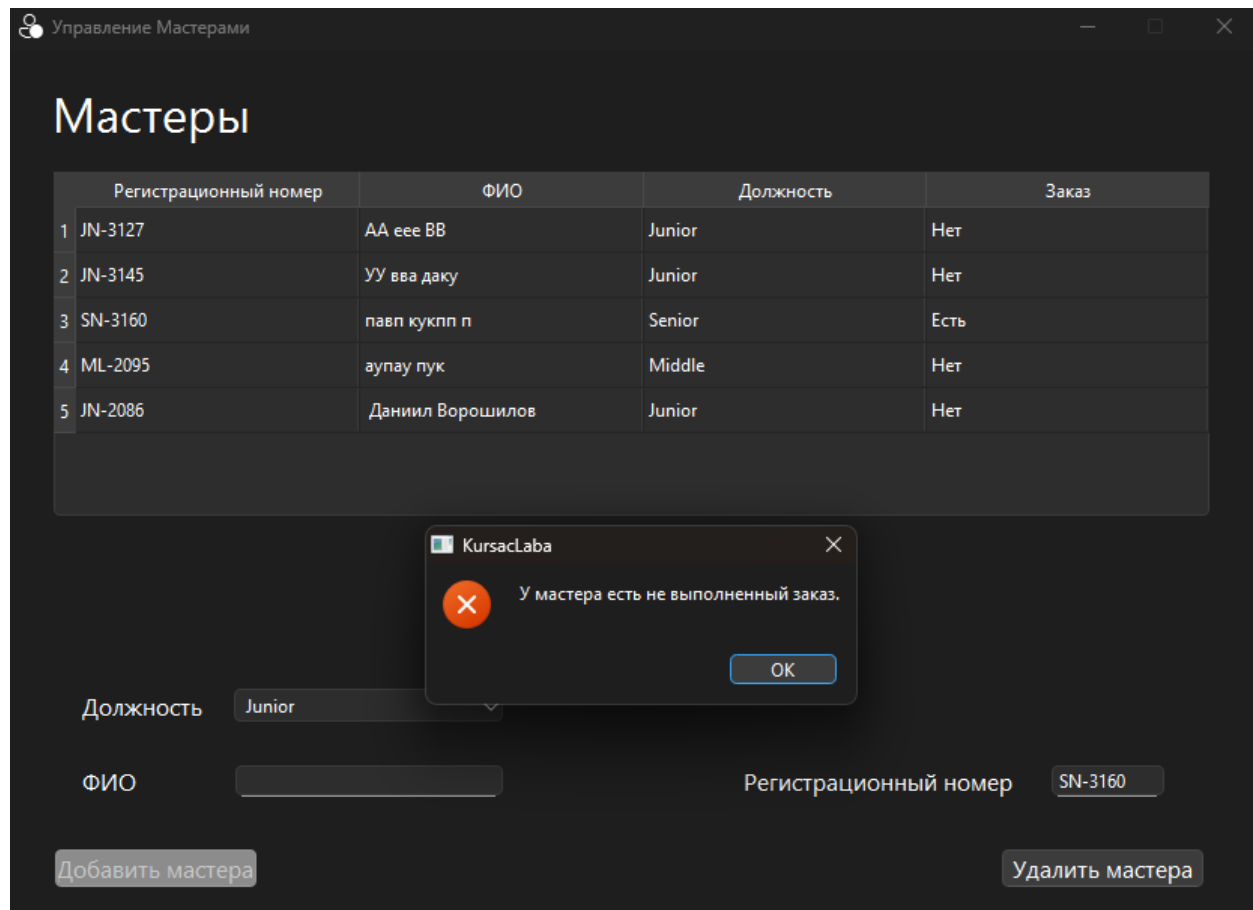 Управление Мастерами
Мастеры
Регистрационный номер ФИО Должность Заказ
1 JN-3127 АА еее ВВ Junior Нет
2 JN-3145 УУ вва даку Junior Нет
3 SN-3160 павп кукпп п Senior Есть
4 ML-2095 аупау пук Middle Нет
5 JN-2086 Даниил Ворошилов Junior Нет
KursacLaba
У мастера есть не выполненный заказ.
OK
Должность Junior
ФИО Регистрационный номер SN-3160
Добавить мастера Удалить мастера